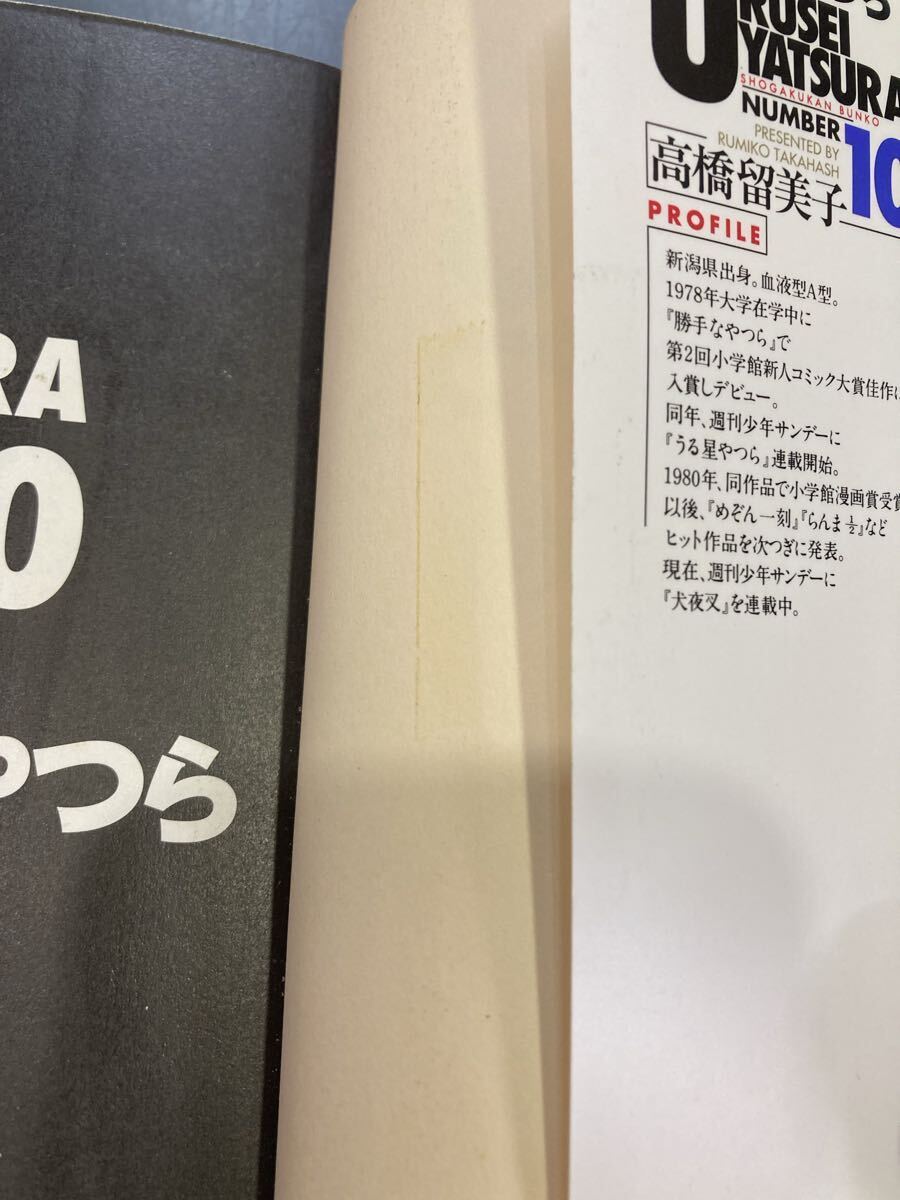 RUSEI
YATSURA
SHOGAKUKAN BUNKO
NUMBER
10
PRESENTED BY
RUMIKO TAKAHASH
高橋留美子
PROFILE
新潟県出身。血液型A型。
1978年大学在学中に
『勝手なやつら』で
第2回小学館新人コミック大賞佳作に
入賞しデビュー。
同年、週刊少年サンデーに
『うる星やつら』連載開始。
1980年、同作品で小学館漫画賞受賞
以後、『めぞん一刻』『らんま½』など
ヒット作品を次つぎに発表。
現在、週刊少年サンデーに
『犬夜叉』を連載中。
RA
0
やつら